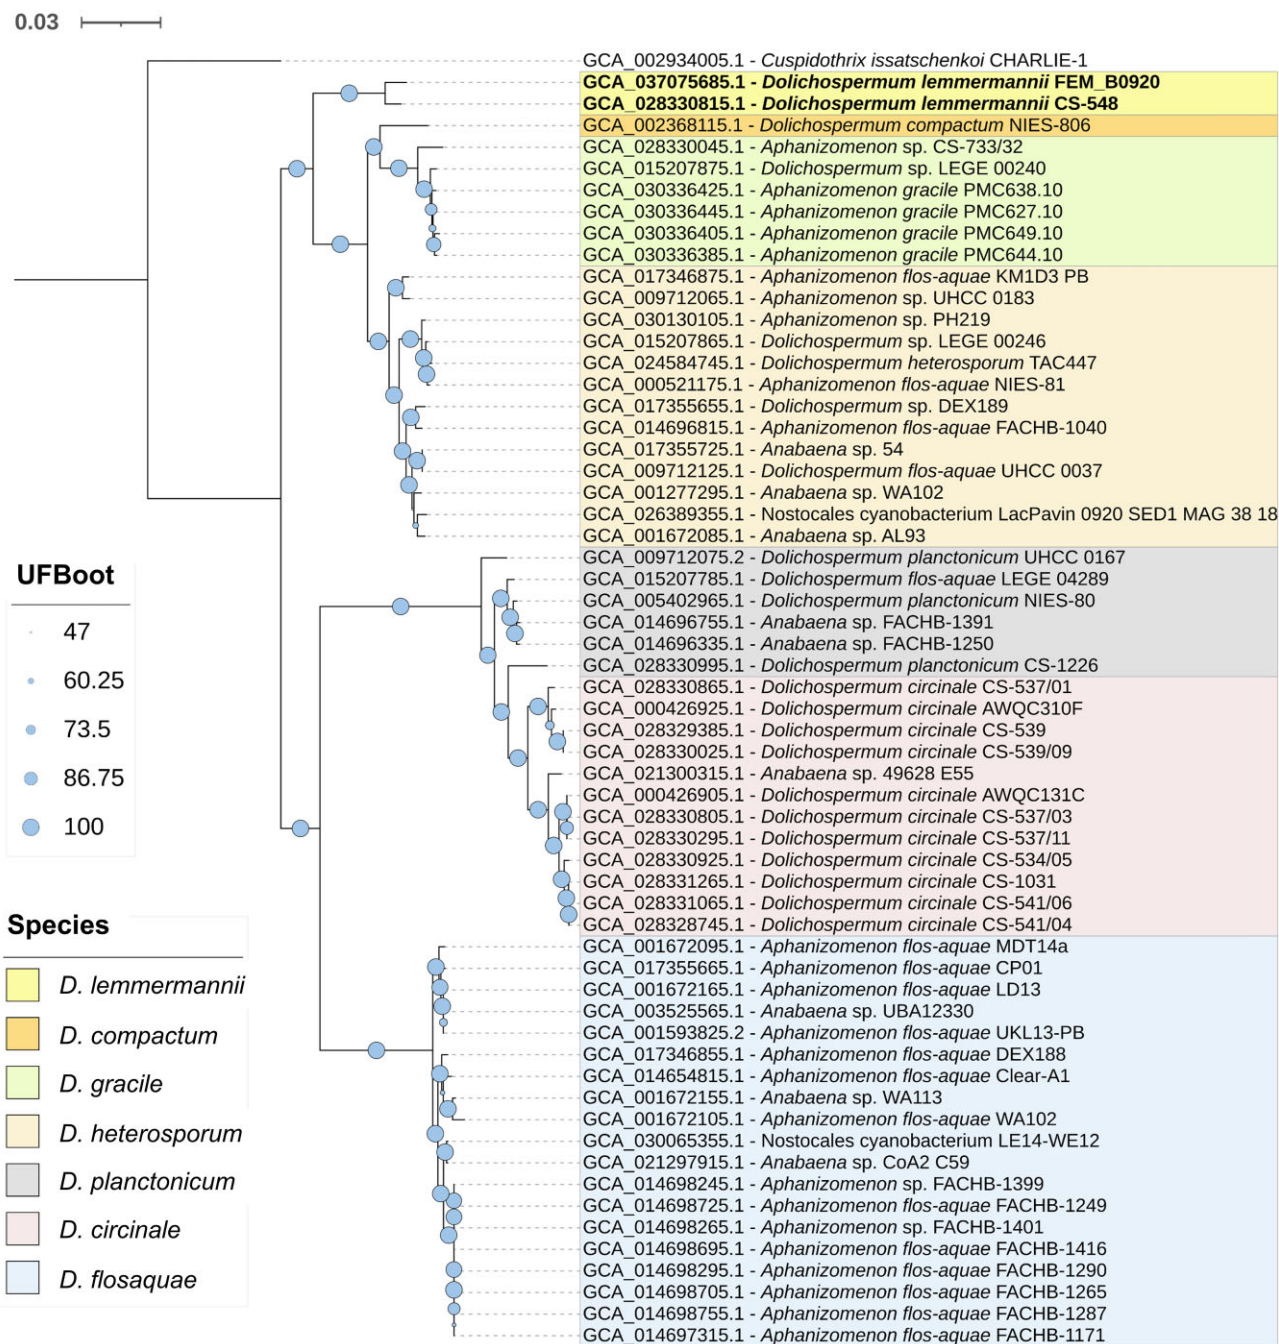 0.03
GCA_002934005.1 - Cuspidothrix issatschenkoi CHARLIE-1
GCA_037075685.1 - Dolichospermum lemmermannii FEM_B0920
GCA_028330815.1 - Dolichospermum lemmermannii CS-548
GCA_002368115.1 - Dolichospermum compactum NIES-806
GCA_028330045.1 - Aphanizomenon sp. CS-733/32
GCA_015207875.1 - Dolichospermum sp. LEGE 00240
GCA_030336425.1 - Aphanizomenon gracile PMC638.10
GCA_030336445.1 - Aphanizomenon gracile PMC627.10
GCA_030336405.1 - Aphanizomenon gracile PMC649.10
GCA_030336385.1 - Aphanizomenon gracile PMC644.10
GCA_017346875.1 - Aphanizomenon flos-aquae KM1D3 PB
GCA_009712065.1 - Aphanizomenon sp. UHCC 0183
GCA_030130105.1 - Aphanizomenon sp. PH219
GCA_015207865.1 - Dolichospermum sp. LEGE 00246
GCA_024584745.1 - Dolichospermum heterosporum TAC447
GCA_000521175.1 - Aphanizomenon flos-aquae NIES-81
GCA_017355655.1 - Dolichospermum sp. DEX189
GCA_014696815.1 - Aphanizomenon flos-aquae FACHB-1040
GCA_017355725.1 - Anabaena sp. 54
GCA_009712125.1 - Dolichospermum flos-aquae UHCC 0037
GCA_001277295.1 - Anabaena sp. WA102
GCA_026389355.1 - Nostocales cyanobacterium LacPavin 0920 SED1 MAG 38 18
GCA_001672085.1 - Anabaena sp. AL93
GCA_009712075.2 - Dolichospermum planctonicum UHCC 0167
GCA_015207785.1 - Dolichospermum flos-aquae LEGE 04289
GCA_005402965.1 - Dolichospermum planctonicum NIES-80
GCA_014696755.1 - Anabaena sp. FACHB-1391
GCA_014696335.1 - Anabaena sp. FACHB-1250
GCA_028330995.1 - Dolichospermum planctonicum CS-1226
GCA_028330865.1 - Dolichospermum circinale CS-537/01
GCA_000426925.1 - Dolichospermum circinale AWQC310F
GCA_028329385.1 - Dolichospermum circinale CS-539
GCA_028330025.1 - Dolichospermum circinale CS-539/09
GCA_021300315.1 - Anabaena sp. 49628 E55
GCA_000426905.1 - Dolichospermum circinale AWQC131C
GCA_028330805.1 - Dolichospermum circinale CS-537/03
GCA_028330295.1 - Dolichospermum circinale CS-537/11
GCA_028330925.1 - Dolichospermum circinale CS-534/05
GCA_028331265.1 - Dolichospermum circinale CS-1031
GCA_028331065.1 - Dolichospermum circinale CS-541/06
GCA_028328745.1 - Dolichospermum circinale CS-541/04
GCA_001672095.1 - Aphanizomenon flos-aquae MDT14a
GCA_017355665.1 - Aphanizomenon flos-aquae CP01
GCA_001672165.1 - Aphanizomenon flos-aquae LD13
GCA_003525565.1 - Anabaena sp. UBA12330
GCA_001593825.2 - Aphanizomenon flos-aquae UKL13-PB
GCA_017346855.1 - Aphanizomenon flos-aquae DEX188
GCA_014654815.1 - Aphanizomenon flos-aquae Clear-A1
GCA_001672155.1 - Anabaena sp. WA113
GCA_001672105.1 - Aphanizomenon flos-aquae WA102
GCA_030065355.1 - Nostocales cyanobacterium LE14-WE12
GCA_021297915.1 - Anabaena sp. CoA2 C59
GCA_014698245.1 - Aphanizomenon sp. FACHB-1399
GCA_014698725.1 - Aphanizomenon flos-aquae FACHB-1249
GCA_014698265.1 - Aphanizomenon sp. FACHB-1401
GCA_014698695.1 - Aphanizomenon flos-aquae FACHB-1416
GCA_014698295.1 - Aphanizomenon flos-aquae FACHB-1290
GCA_014698705.1 - Aphanizomenon flos-aquae FACHB-1265
GCA_014698755.1 - Aphanizomenon flos-aquae FACHB-1287
GCA_014697315.1 - Aphanizomenon flos-aquae FACHB-1171
UFBoot
47
60.25
73.5
86.75
100
Species
D. lemmermannii
D. compactum
D. gracile
D. heterosporum
D. planctonicum
D. circinale
D. flosaquae